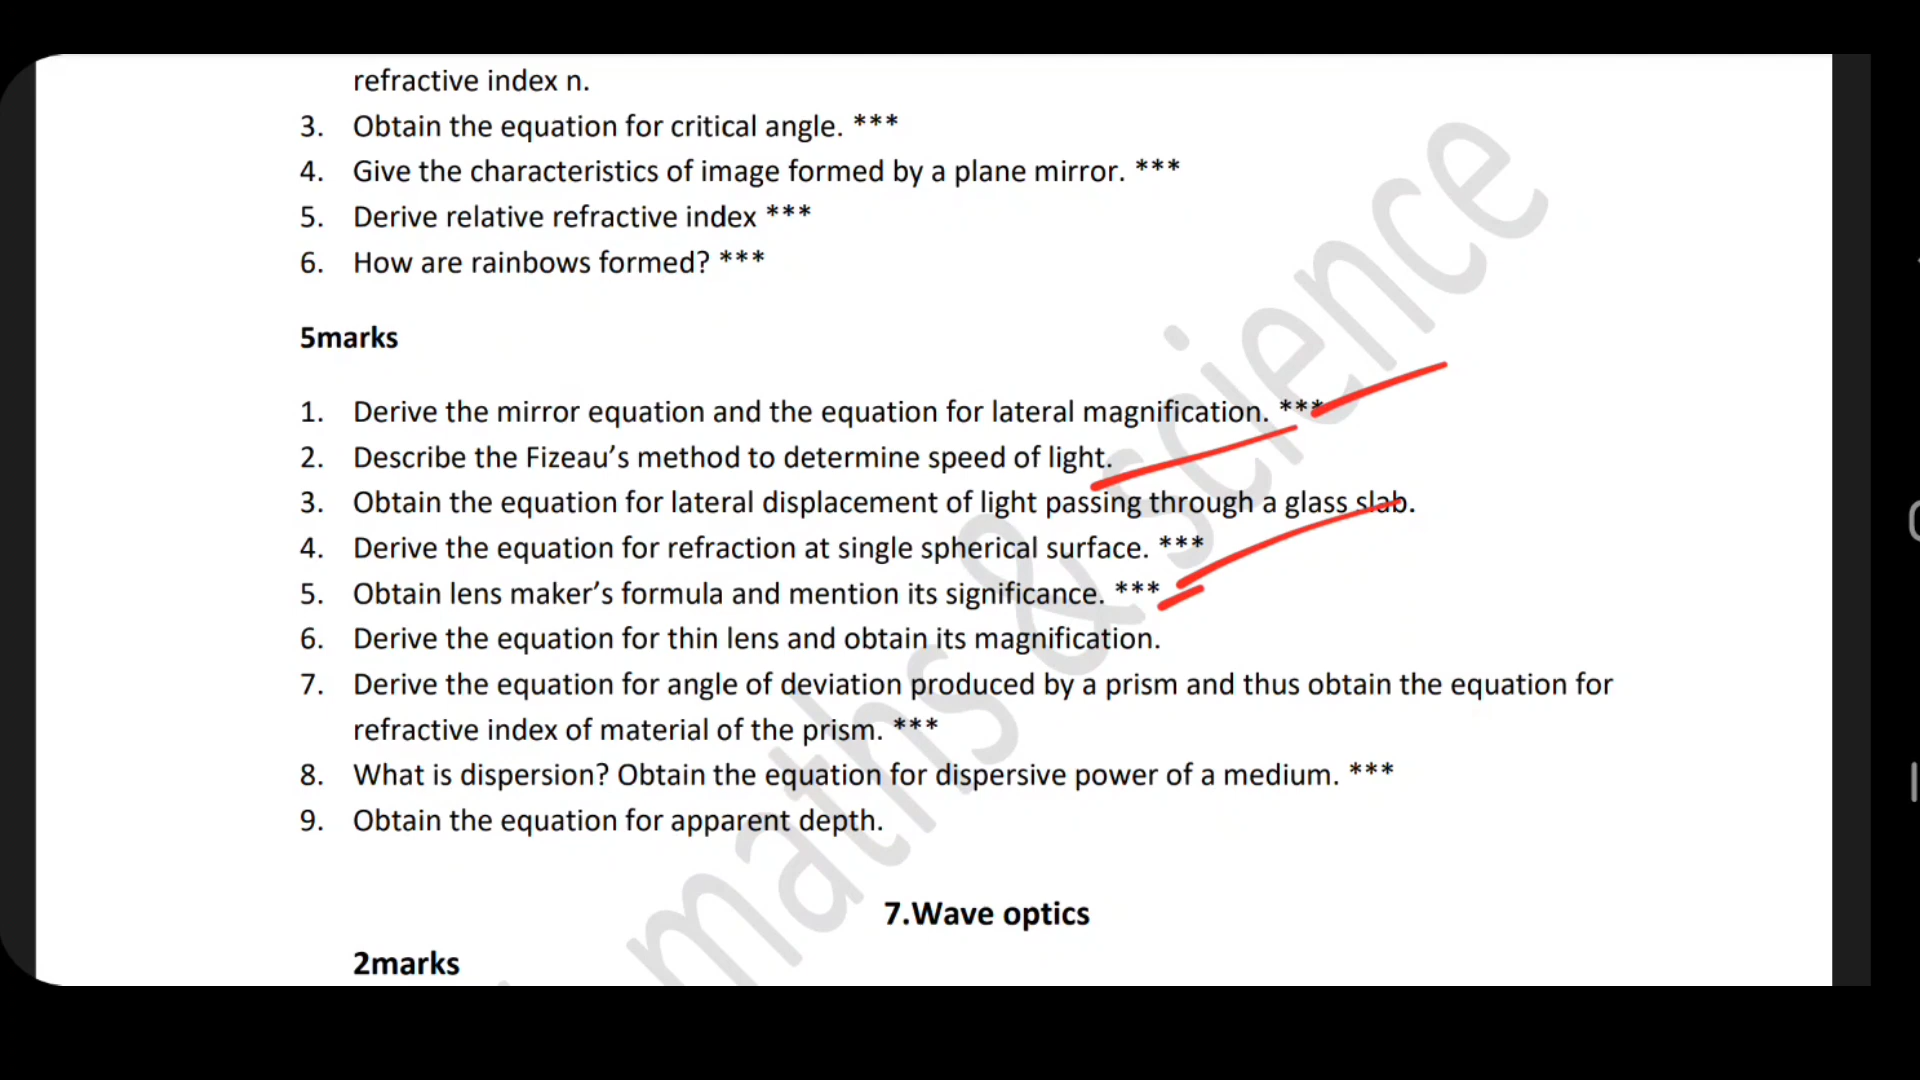 refractive index n.
3. Obtain the equation for critical angle. ***
4. Give the characteristics of image formed by a plane mirror. ***
5. Derive relative refractive index ***
6. How are rainbows formed? ***
5marks
1. Derive the mirror equation and the equation for lateral magnification. ***
2. Describe the Fizeau’s method to determine speed of light.
3. Obtain the equation for lateral displacement of light passing through a glass slab.
4. Derive the equation for refraction at single spherical surface. ***
5. Obtain lens maker’s formula and mention its significance. ***
6. Derive the equation for thin lens and obtain its magnification.
7. Derive the equation for angle of deviation produced by a prism and thus obtain the equation for
refractive index of material of the prism. ***
8. What is dispersion? Obtain the equation for dispersive power of a medium. ***
9. Obtain the equation for apparent depth.
7.Wave optics
2marks
maths & science